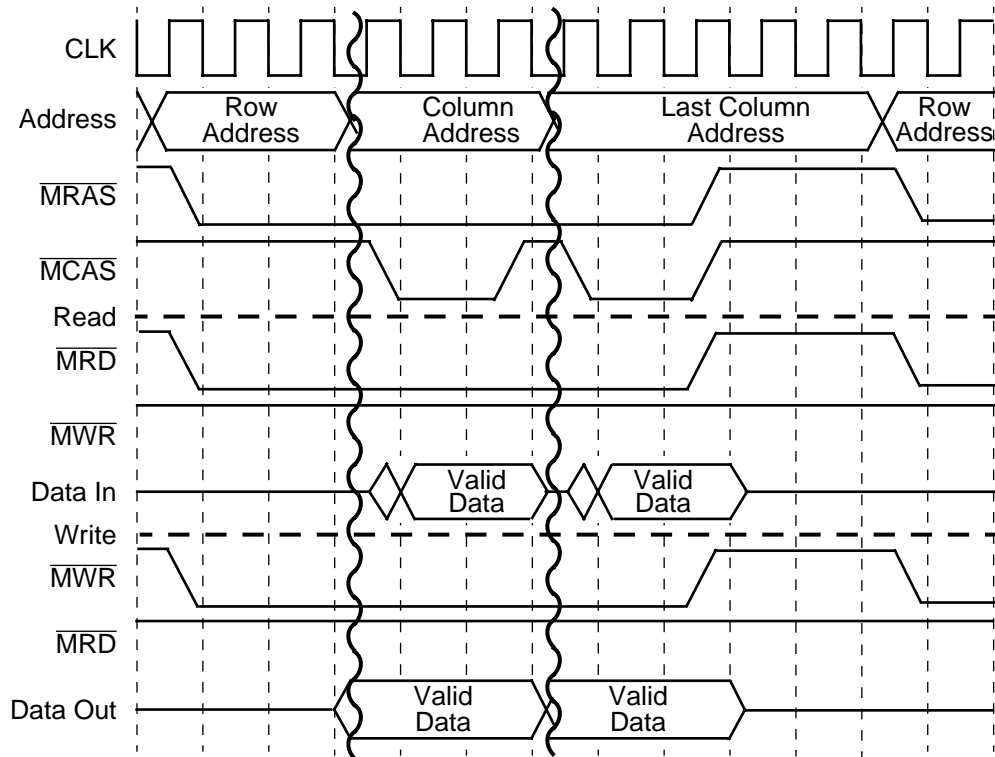 CLK
Address
Row
Address
Column
Address
Last Column
Address
Row
Address
MRAS
MCAS
Read
MRD
MWR
Data In
Valid
Data
Valid
Data
Write
MWR
MRD
Data Out
Valid
Data
Valid
Data